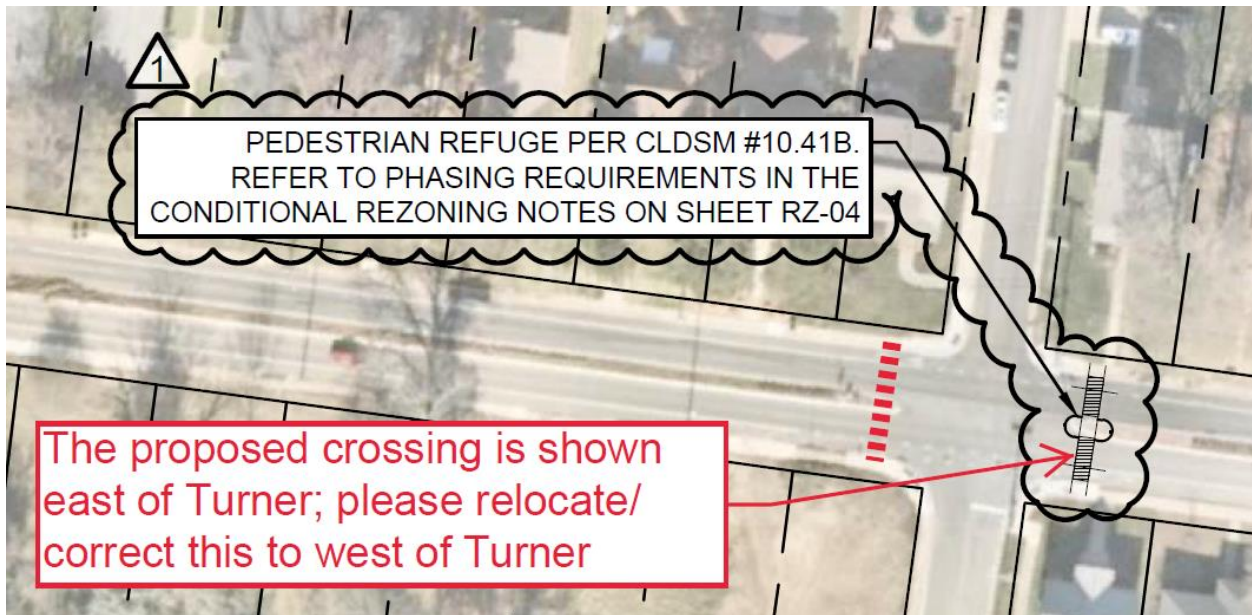 1
PEDESTRIAN REFUGE PER CLDSM #10.41B.
REFER TO PHASING REQUIREMENTS IN THE
CONDITIONAL REZONING NOTES ON SHEET RZ-04
The proposed crossing is shown
east of Turner; please relocate/
correct this to west of Turner